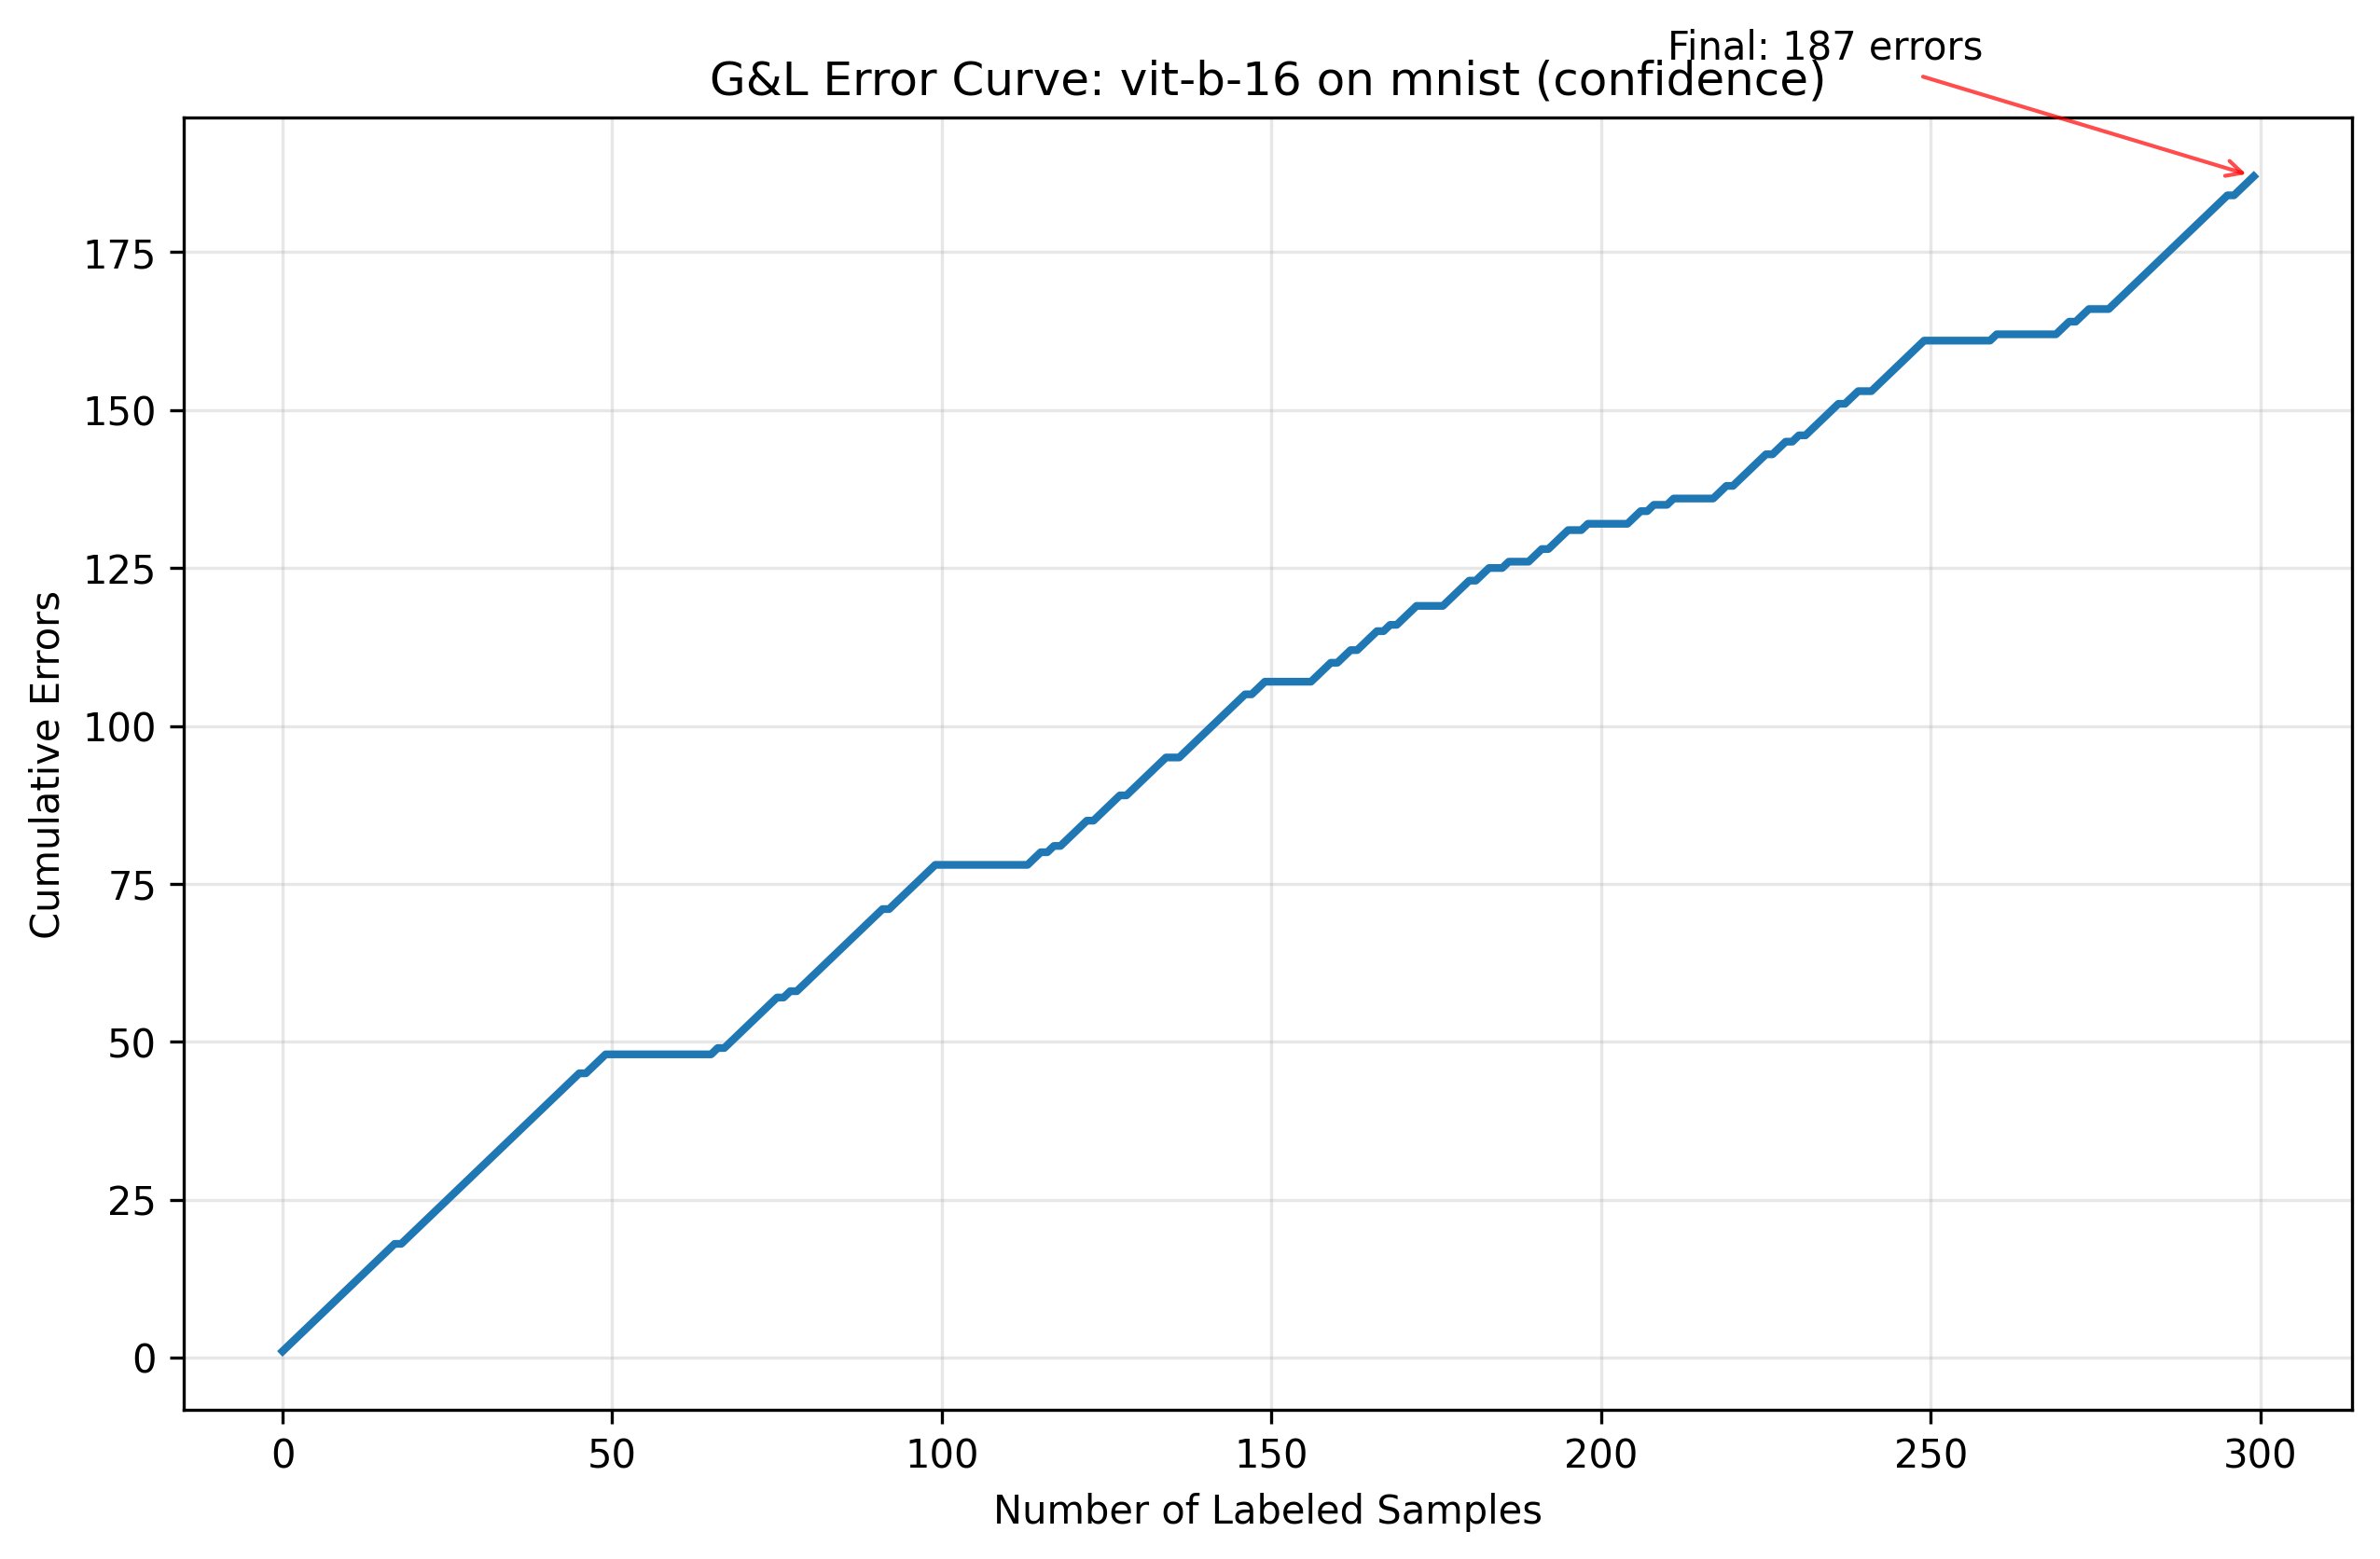 Final: 187 errors
G&L Error Curve: vit-b-16 on mnist (confidence)
175
150
125
100
75
50
25
0
Cumulative Errors
0 50 100 150 200 250 300
Number of Labeled Samples